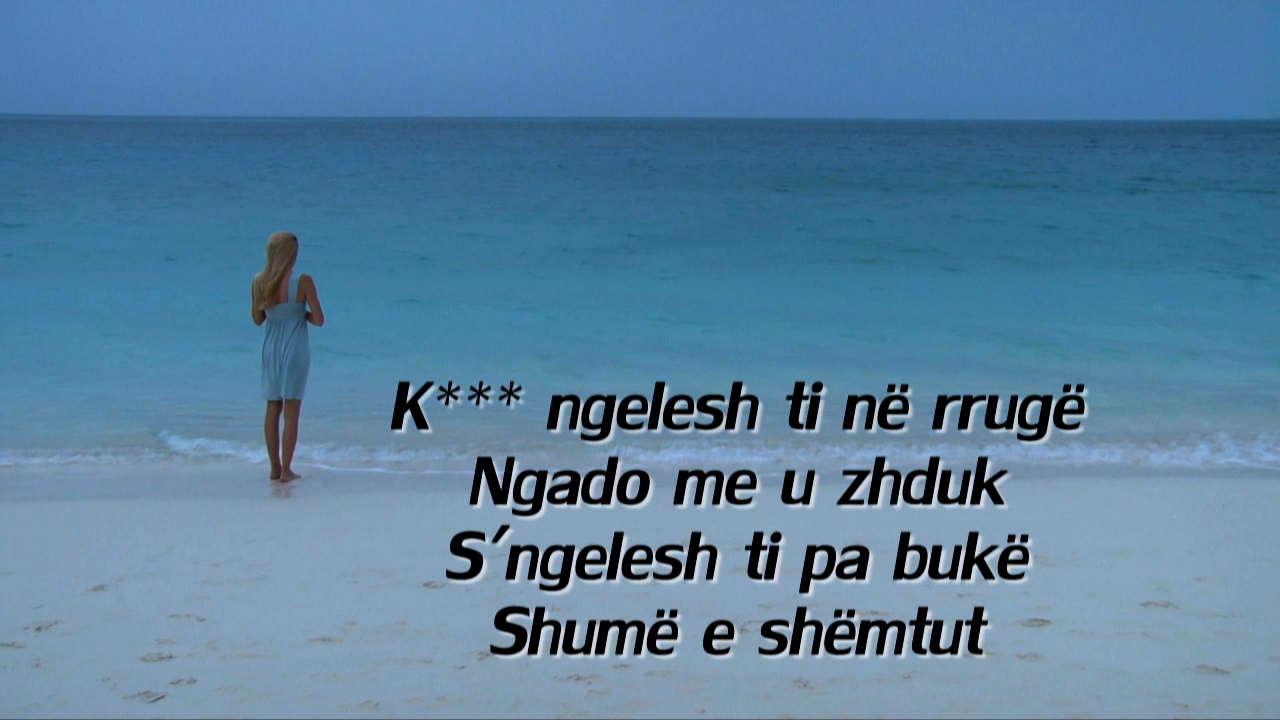 K*** ngelesh ti në rrugë
Ngado me u zhduk
S´ngelesh ti pa bukë
Shumë e shëmtut